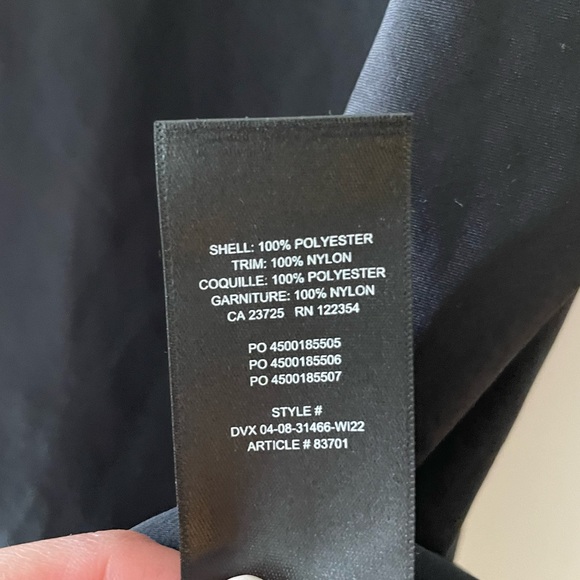 SHELL: 100% POLYESTER
TRIM: 100% NYLON
COQUILLE: 100% POLYESTER
GARNITURE: 100% NYLON
CA 23725 RN 122354
PO 4500185505
PO 4500185506
PO 4500185507
STYLE #
DVX 04-08-31466-WI22
ARTICLE # 83701